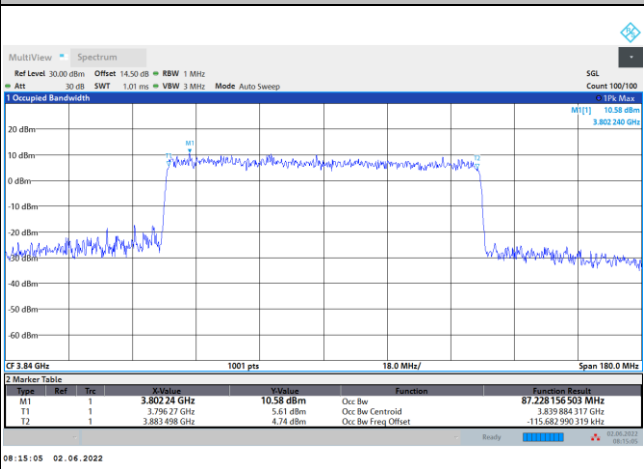 MultiView Spectrum
Ref Level 30.00 dBm Offset 14.50 dB RBW 1 MHz SGL
Att 30 dB SWT 1.01 ms VBW 3 MHz Mode Auto Sweep Count 100/100
1 Occupied Bandwidth 1Pk Max
M1[1] 10.58 dBm
3.802 240 GHz
20 dBm
M1
10 dBm
T1 T2
0 dBm
-10 dBm
-20 dBm
-30 dBm
-40 dBm
-50 dBm
-60 dBm
CF 3.84 GHz 1001 pts 18.0 MHz/ Span 180.0 MHz
2 Marker Table
Type Ref Trc X-Value Y-Value Function Function Result
M1 1 3.802 24 GHz 10.58 dBm Occ Bw 87.228 156 503 MHz
T1 1 3.796 27 GHz 5.61 dBm Occ Bw Centroid 3.839 884 317 GHz
T2 1 3.883 498 GHz 4.74 dBm Occ Bw Freq Offset -115.682 990 319 kHz
Ready 02.06.2022
08:15:05
08:15:05 02.06.2022